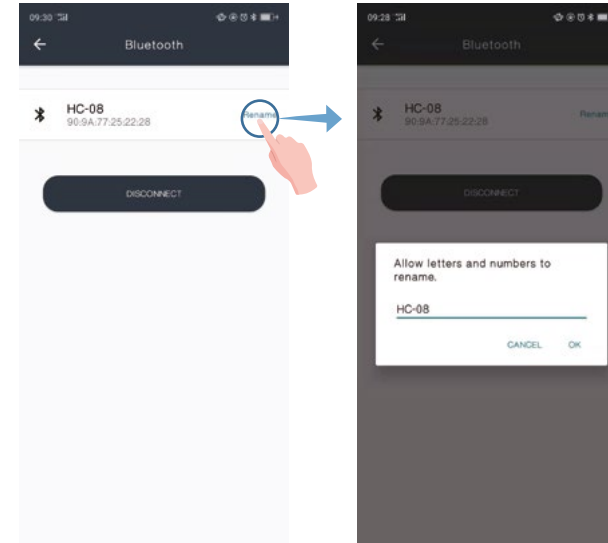 09:30
Bluetooth
HC-08
90:9A:77:25:22:28
Rename
DISCONNECT
09:28
Bluetooth
HC-08
90:9A:77:25:22:28
Renam
DISCONNECT
Allow letters and numbers to
rename.
HC-08
CANCEL OK